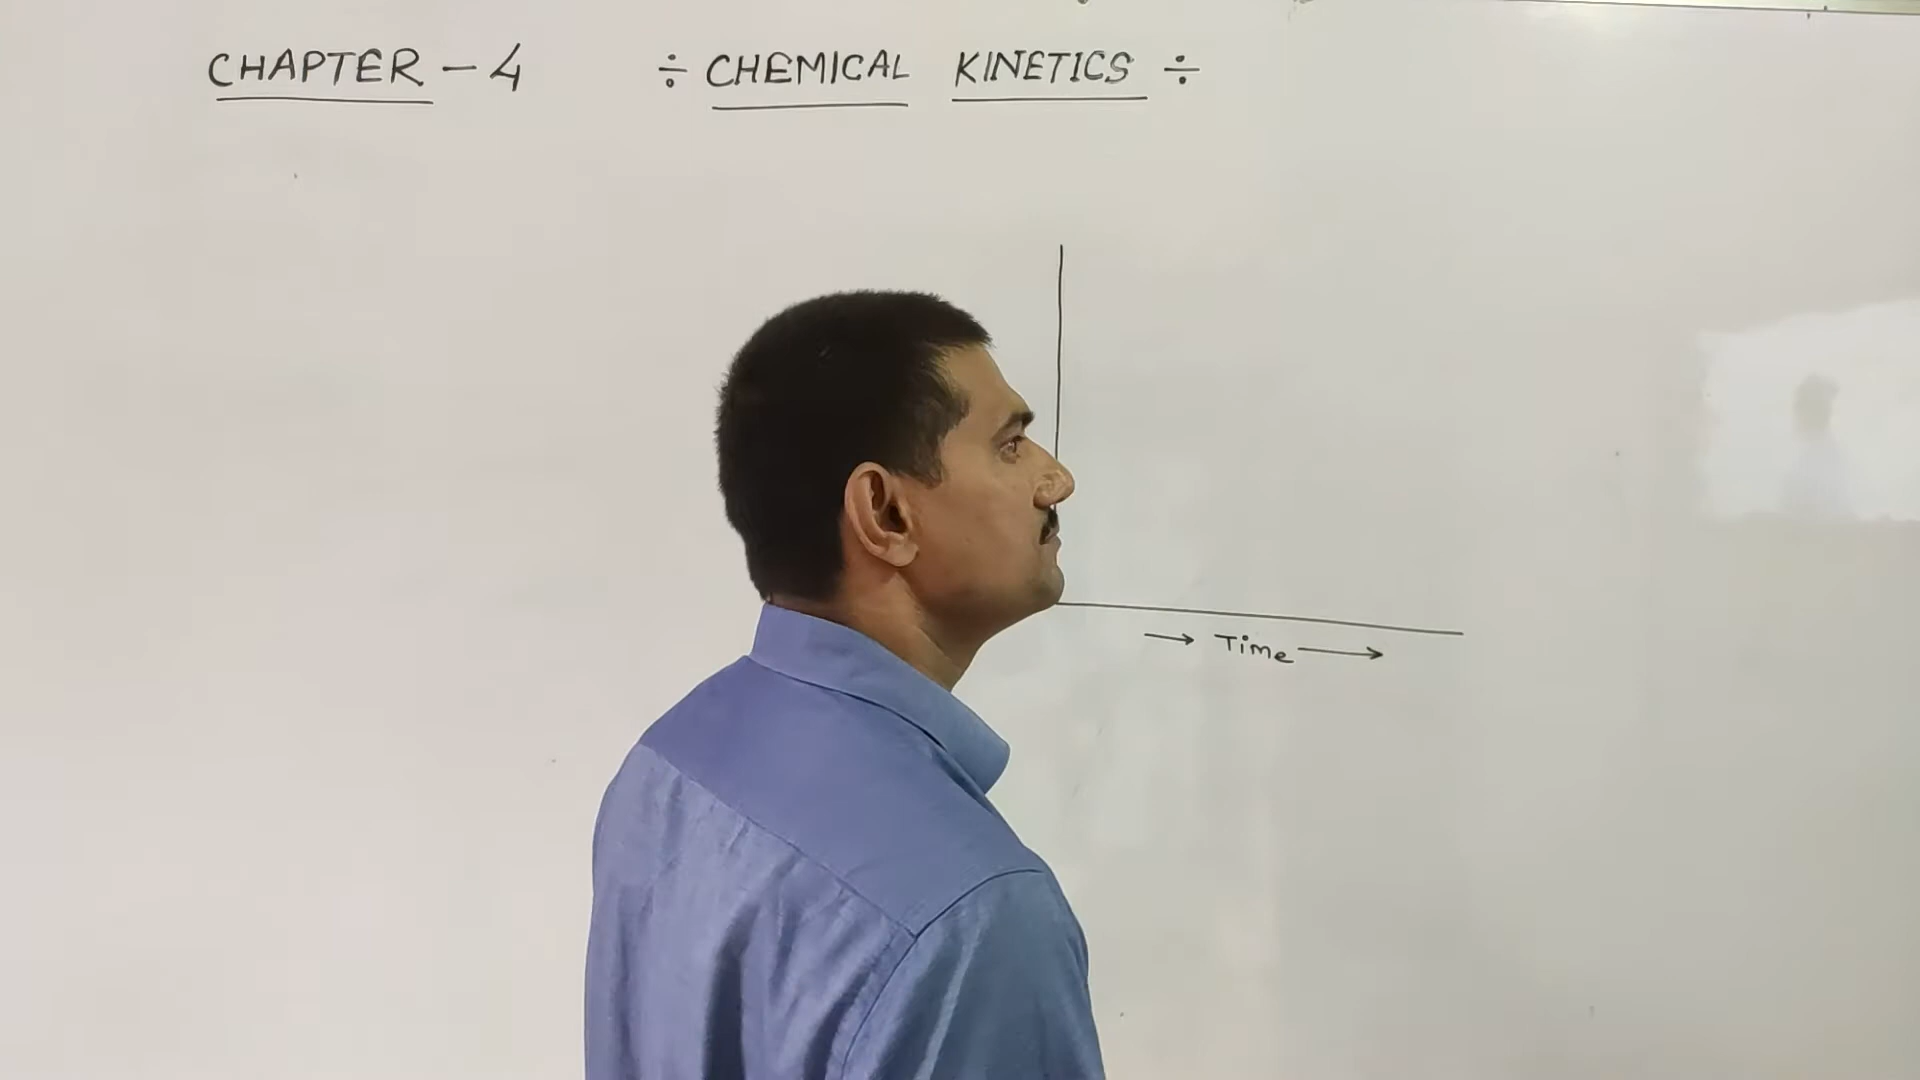 CHAPTER - 4 ÷ CHEMICAL KINETICS ÷
→ Time →